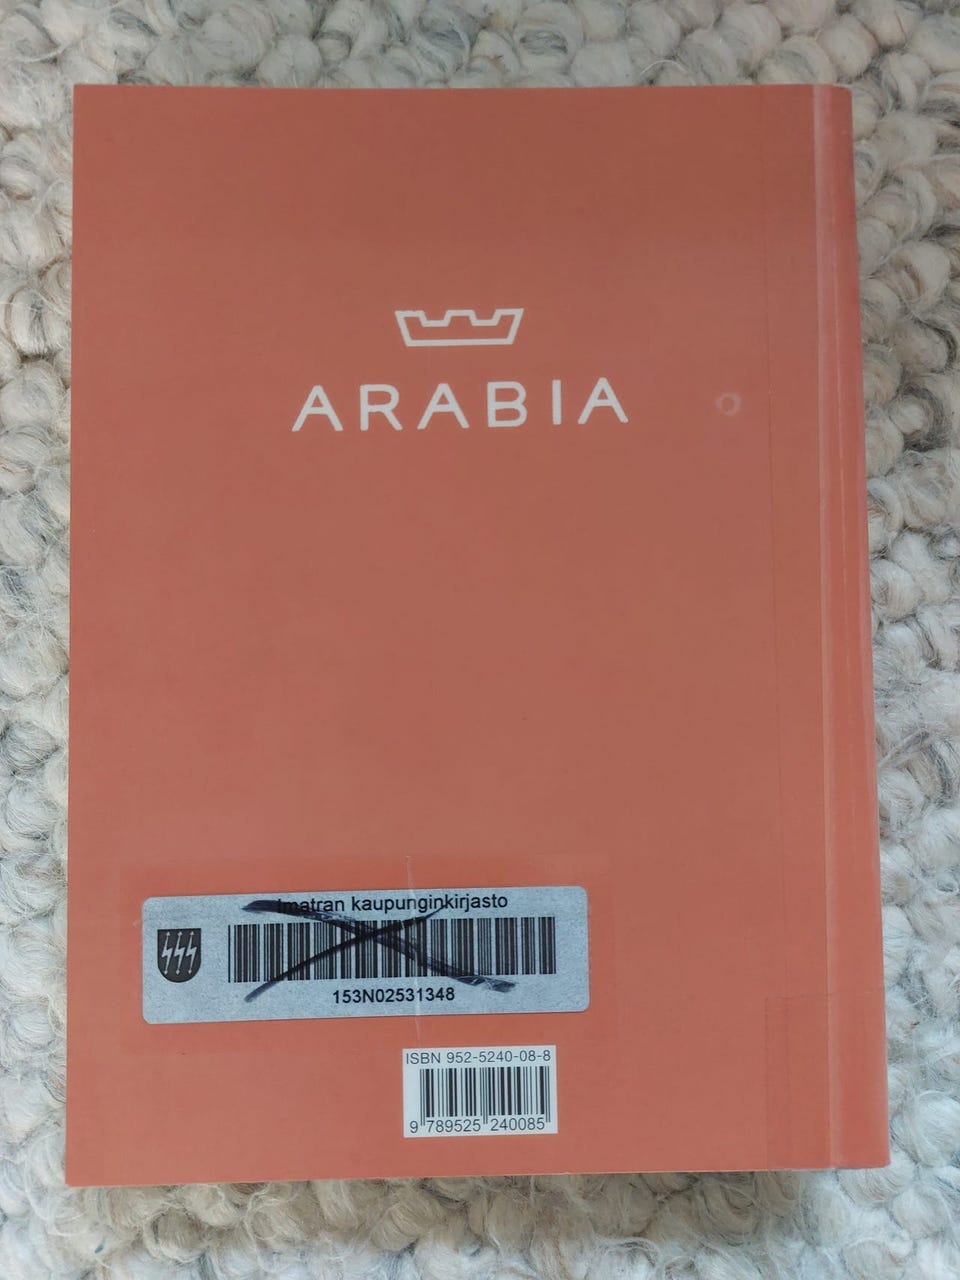 ARABIA
Imatran kaupunginkirjasto
153N02531348
ISBN 952-5240-08-8
9 789525 240085